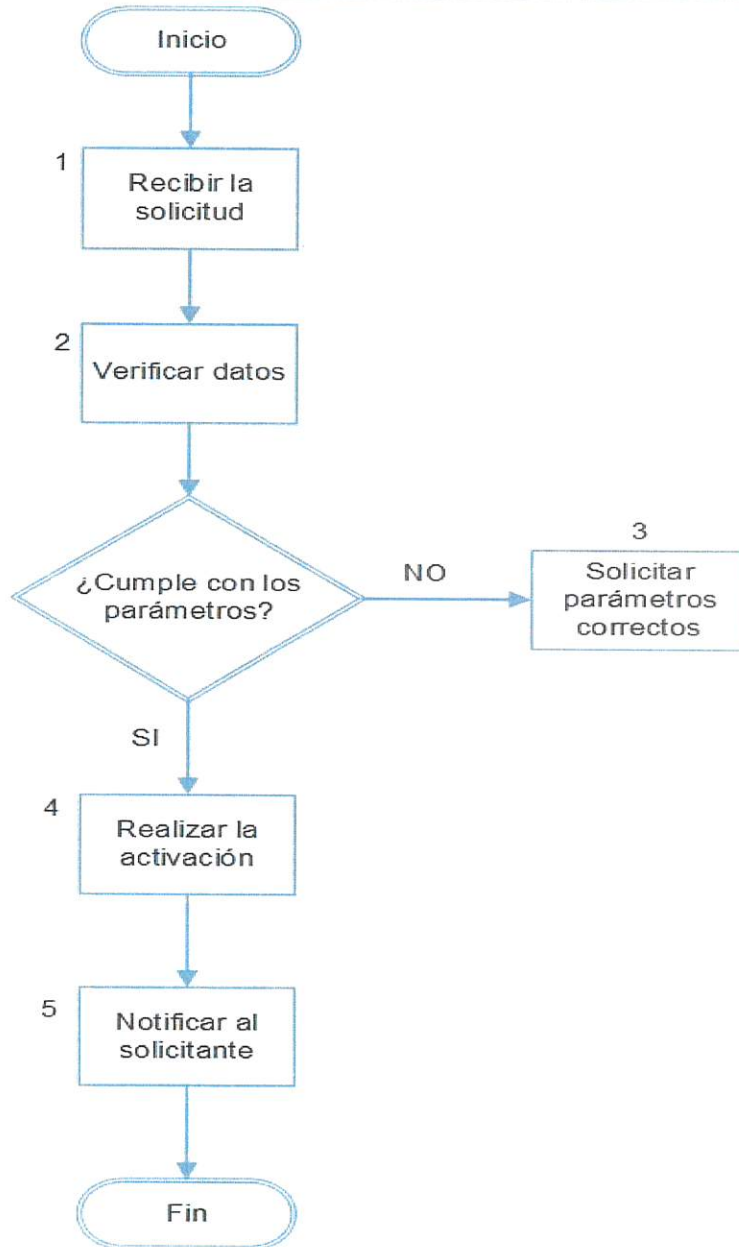 Inicio
1
Recibir la
solicitud
2
Verificar datos
¿Cumple con los
parámetros?
NO
3
Solicitar
parámetros
correctos
SI
4
Realizar la
activación
5
Notificar al
solicitante
Fin